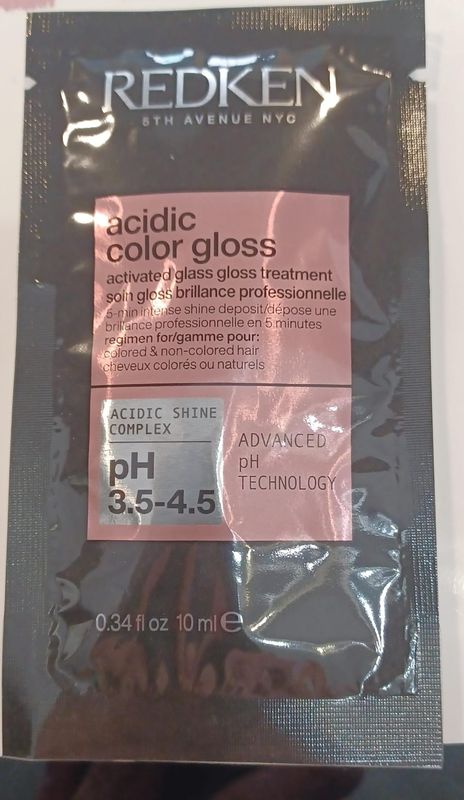 REDKEN
5TH AVENUE NYC
acidic
color gloss
activated glass gloss treatment
soin gloss brillance professionnelle
5-min intense shine deposit/dépose une
brillance professionnelle en 5 minutes
regimen for/gamme pour:
colored & non-colored hair
cheveux colorés ou naturels
ACIDIC SHINE
COMPLEX
pH
3.5-4.5
ADVANCED
pH
TECHNOLOGY
0.34 fl oz 10 ml ℮